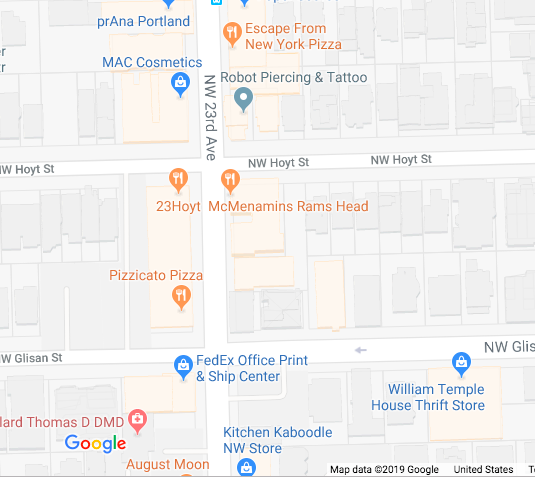 prAna Portland
Escape From
New York Pizza
MAC Cosmetics
Robot Piercing & Tattoo
NW 23rd Ave
NW Hoyt St
NW Hoyt St
NW Hoyt St
23Hoyt
McMenamins Rams Head
Pizzicato Pizza
NW Glisan St
NW Glis
FedEx Office Print
& Ship Center
William Temple
House Thrift Store
llard Thomas D DMD
Google
Kitchen Kaboodle
NW Store
August Moon
Map data ©2019 Google United States Te